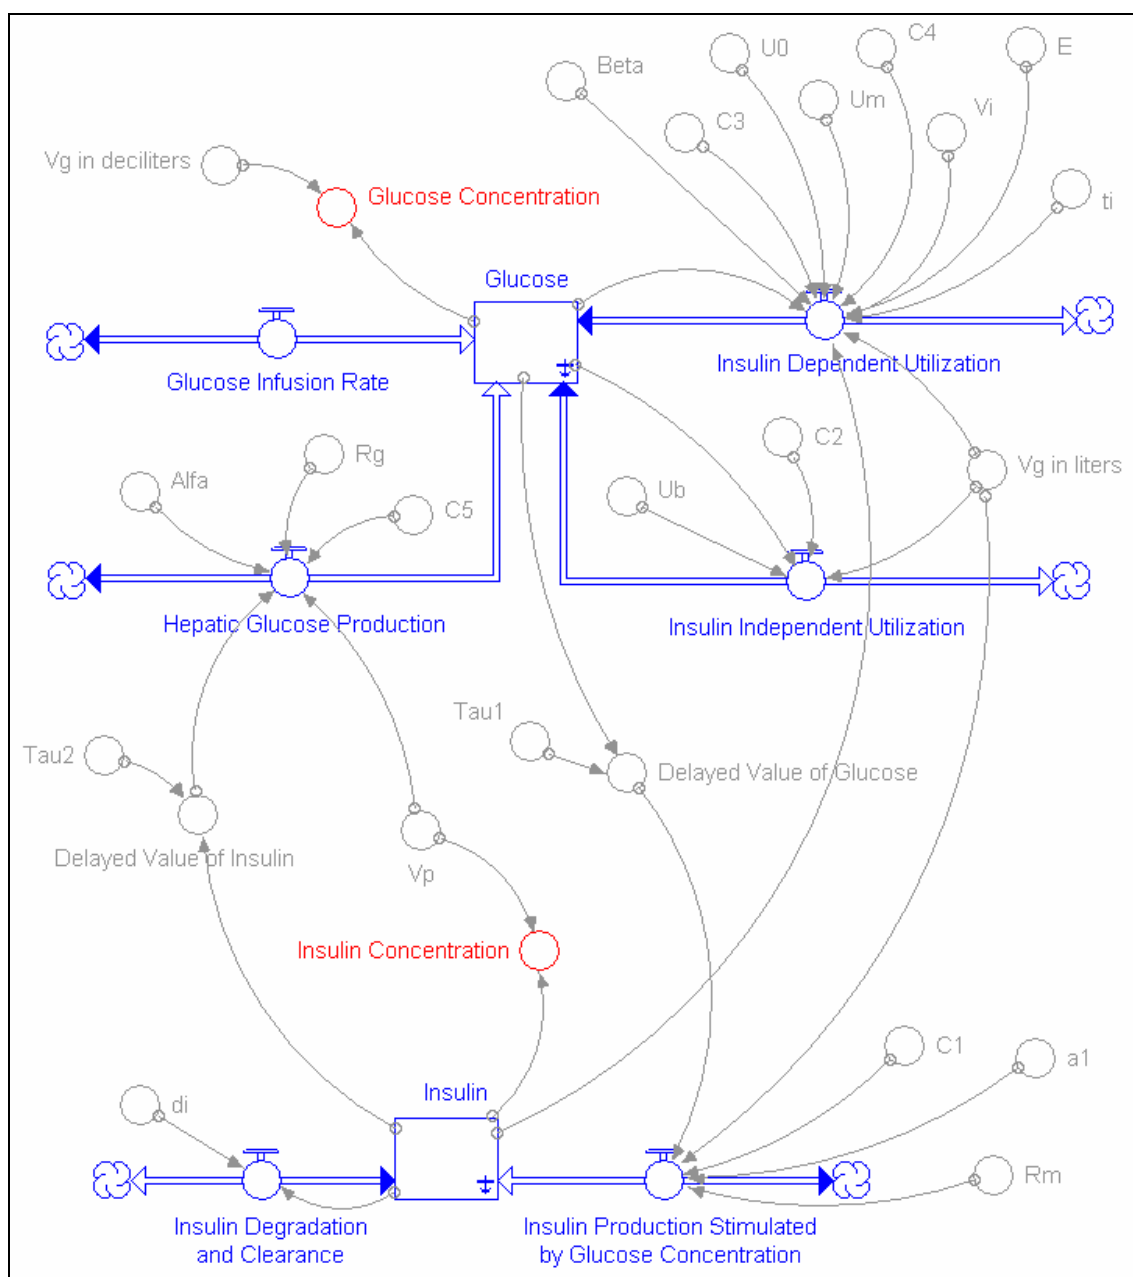 U0
C4
E
Beta
Um
Vi
C3
Vg in deciliters
Glucose Concentration
ti
Glucose
Glucose Infusion Rate
Insulin Dependent Utilization
Rg
C2
Alfa
Vg in liters
Ub
C5
Hepatic Glucose Production
Insulin Independent Utilization
Tau1
Tau2
Delayed Value of Glucose
Delayed Value of Insulin
Vp
Insulin Concentration
C1
a1
Insulin
di
Rm
Insulin Degradation
and Clearance
Insulin Production Stimulated
by Glucose Concentration